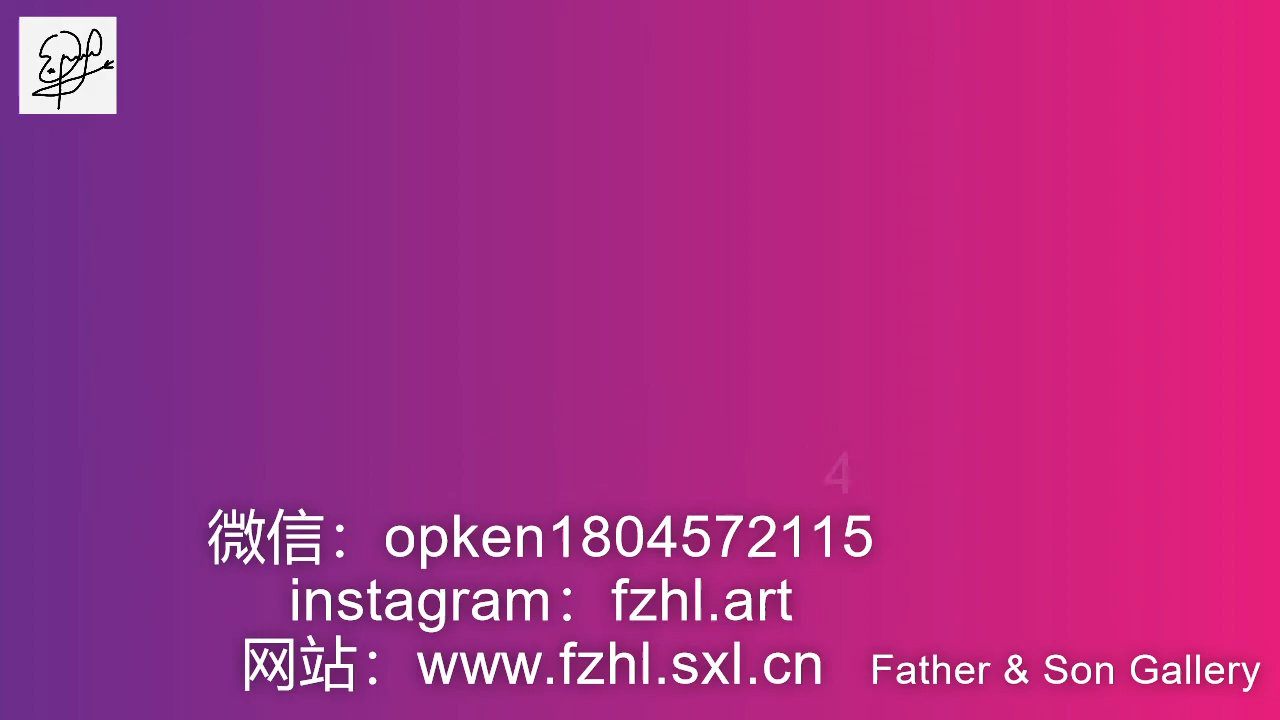 4
微信：opken1804572115
instagram：fzhl.art
网站：www.fzhl.sxl.cn
Father & Son Gallery